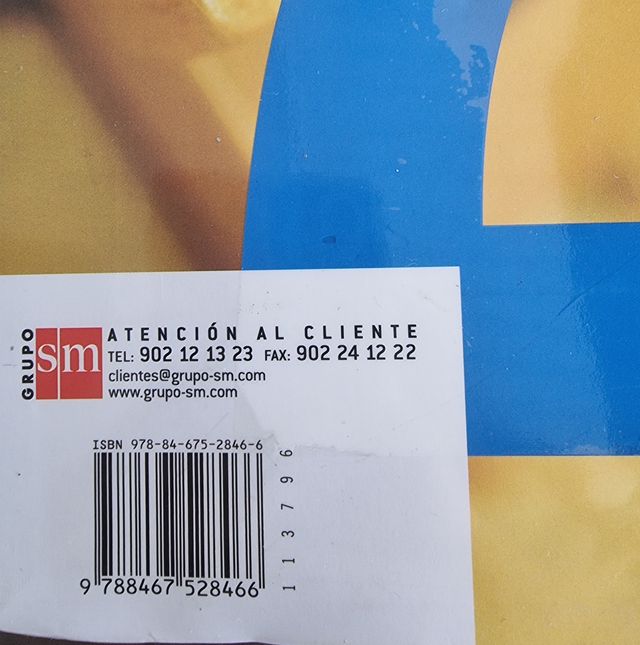 GRUPO
sm
ATENCIÓN AL CLIENTE
TEL: 902 12 13 23 FAX: 902 24 12 22
clientes@grupo-sm.com
www.grupo-sm.com
ISBN 978-84-675-2846-6
9 788467 528466
113796